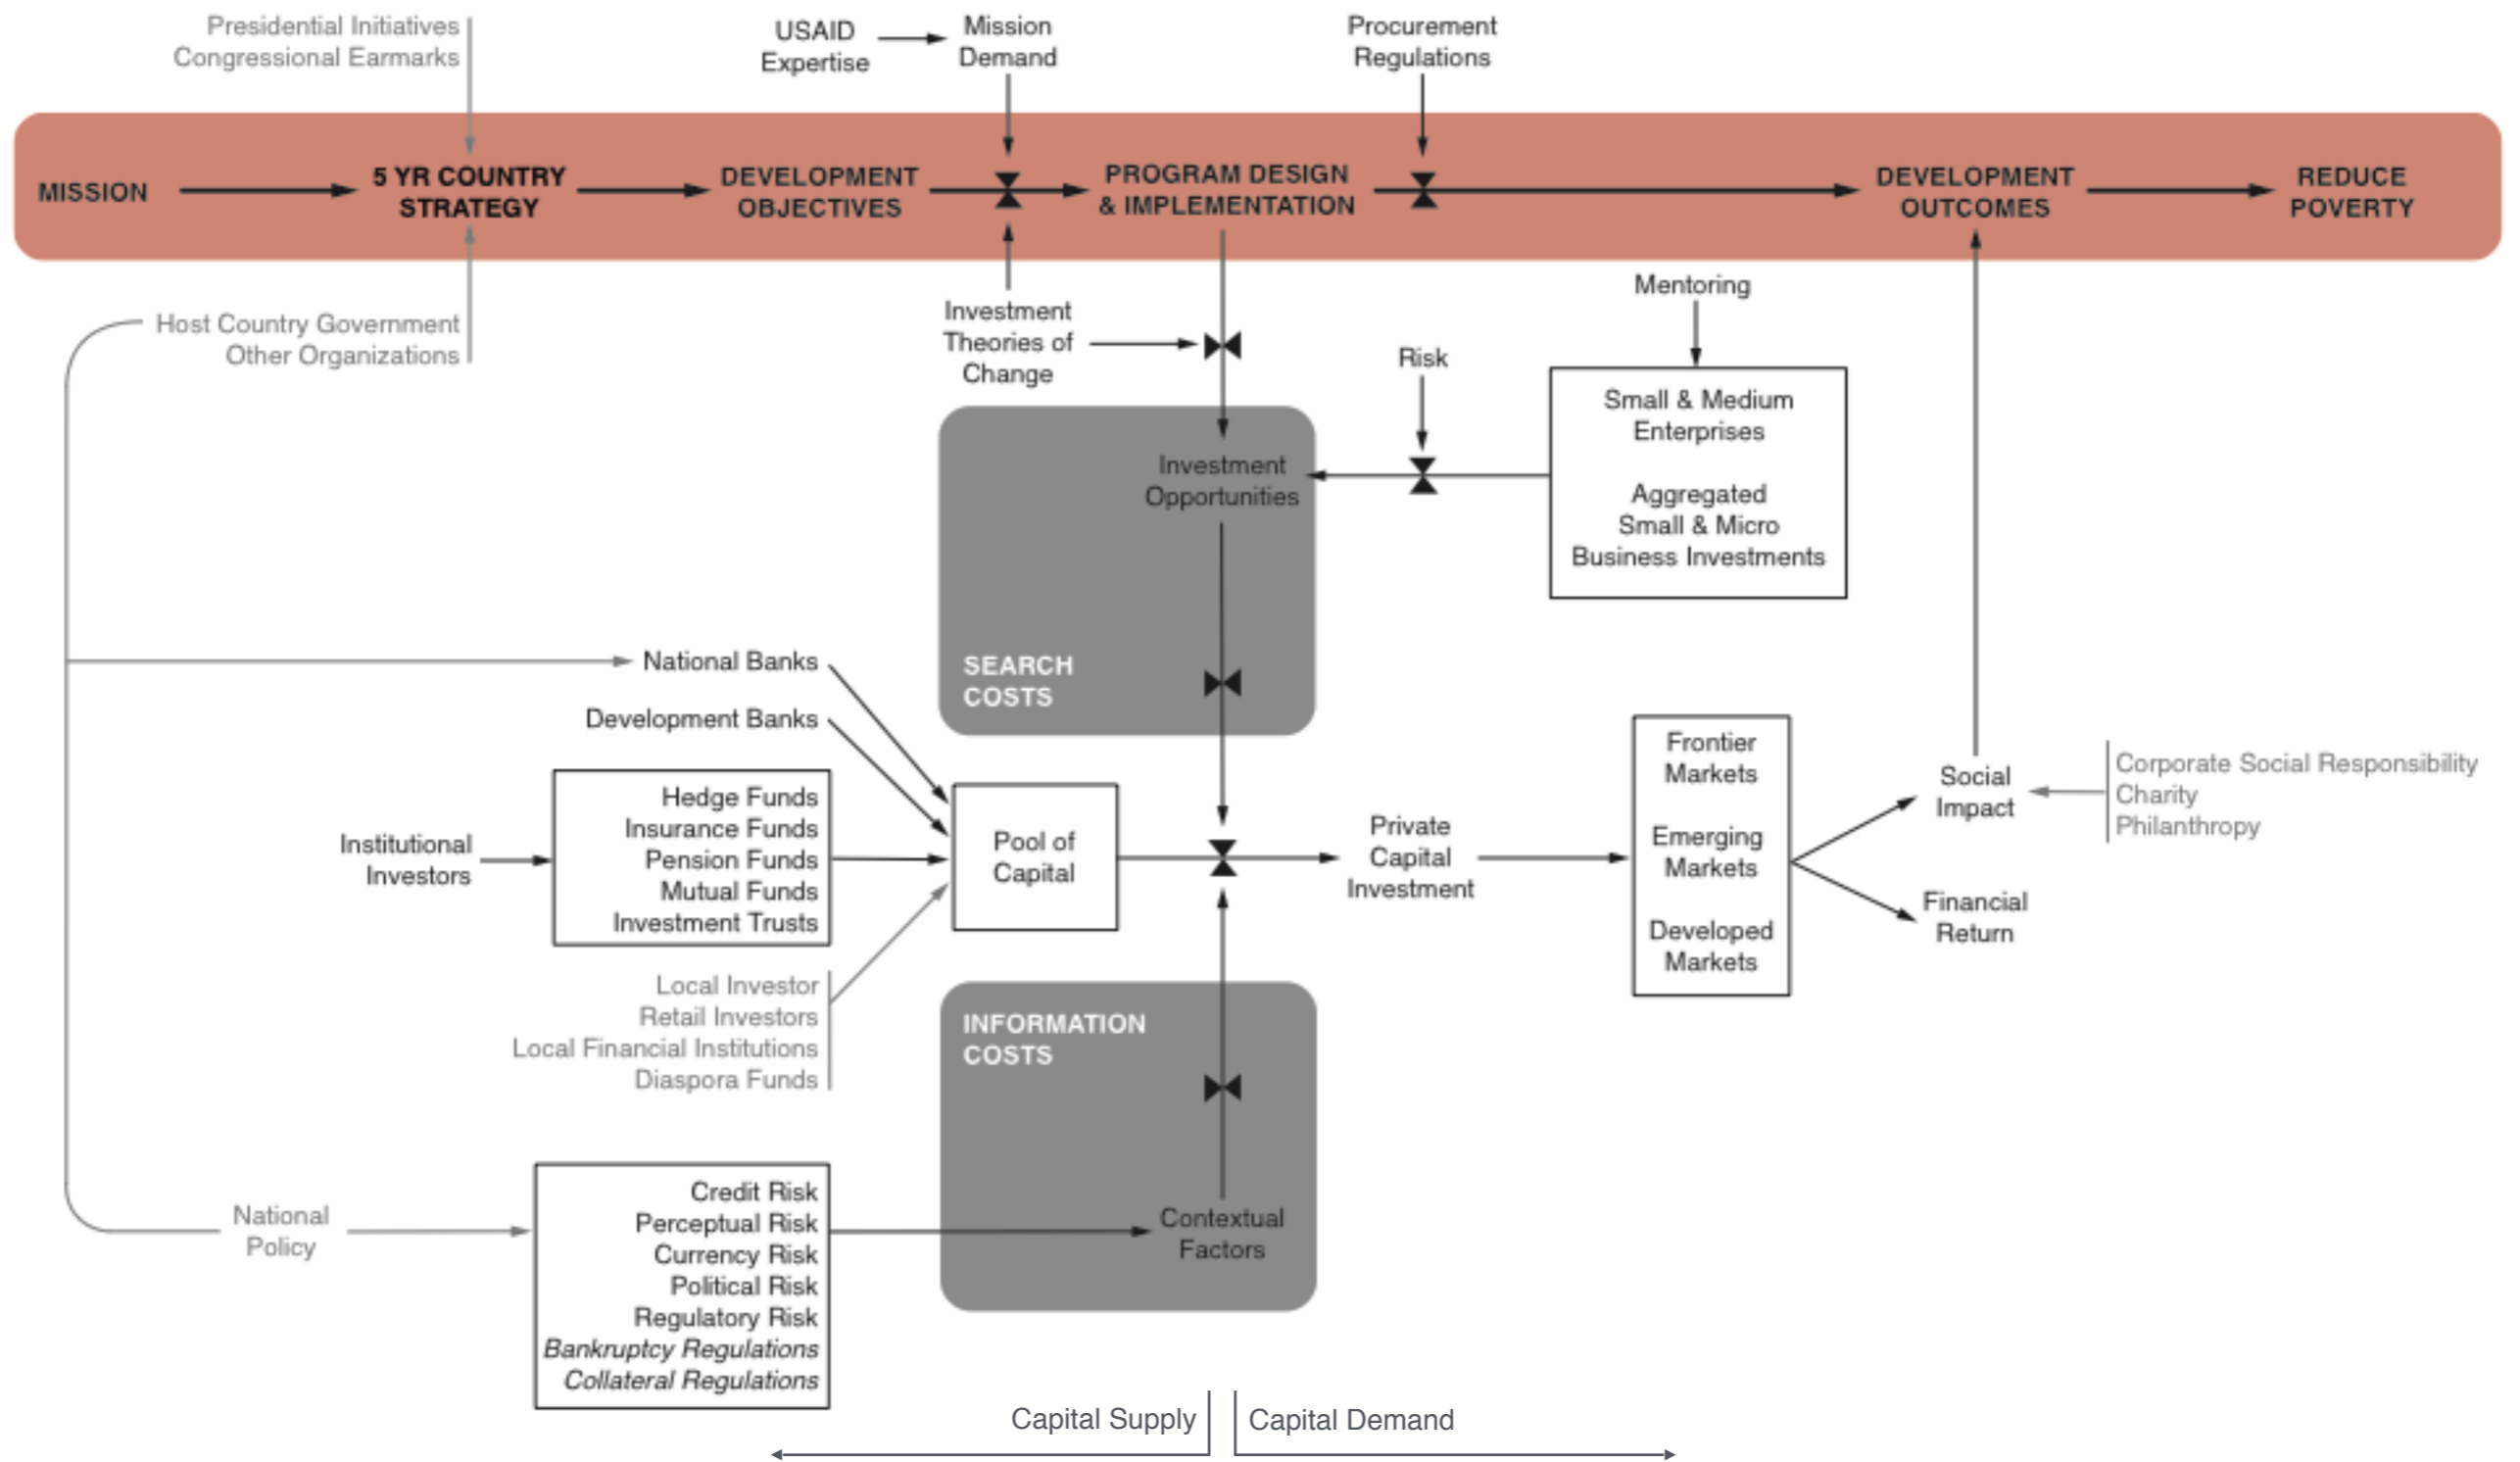 Presidential Initiatives
Congressional Earmarks
USAID
Expertise
Mission
Demand
Procurement
Regulations
MISSION
5 YR COUNTRY
STRATEGY
DEVELOPMENT
OBJECTIVES
PROGRAM DESIGN
& IMPLEMENTATION
DEVELOPMENT
OUTCOMES
REDUCE
POVERTY
Host Country Government
Other Organizations
Investment
Theories of
Change
Mentoring
Risk
Small & Medium
Enterprises
Aggregated
Small & Micro
Business Investments
Investment
Opportunities
SEARCH
COSTS
National Banks
Development Banks
Institutional
Investors
Hedge Funds
Insurance Funds
Pension Funds
Mutual Funds
Investment Trusts
Pool of
Capital
Private
Capital
Investment
Frontier
Markets
Emerging
Markets
Developed
Markets
Social
Impact
Financial
Return
Corporate Social Responsibility
Charity
Philanthropy
Local Investor
Retail Investors
Local Financial Institutions
Diaspora Funds
INFORMATION
COSTS
National
Policy
Credit Risk
Perceptual Risk
Currency Risk
Political Risk
Regulatory Risk
Bankruptcy Regulations
Collateral Regulations
Contextual
Factors
Capital Supply
Capital Demand